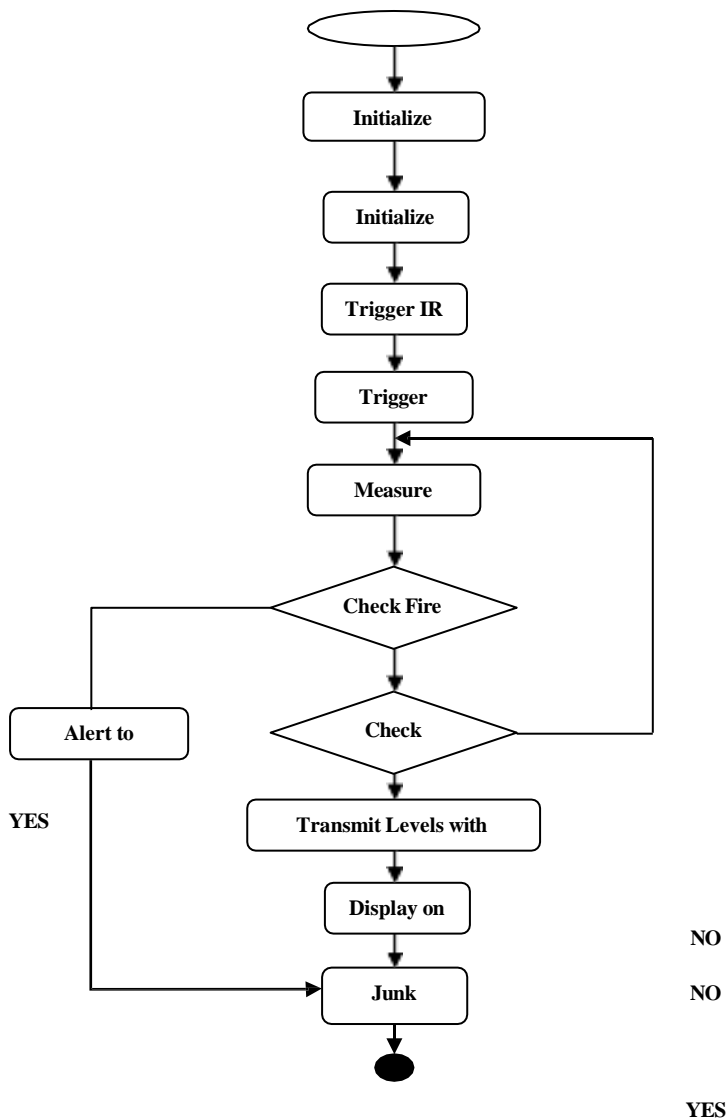 Initialize
Initialize
Trigger IR
Trigger
Measure
Check Fire
Check
Alert to
YES
Transmit Levels with
Display on
NO
Junk
NO
YES